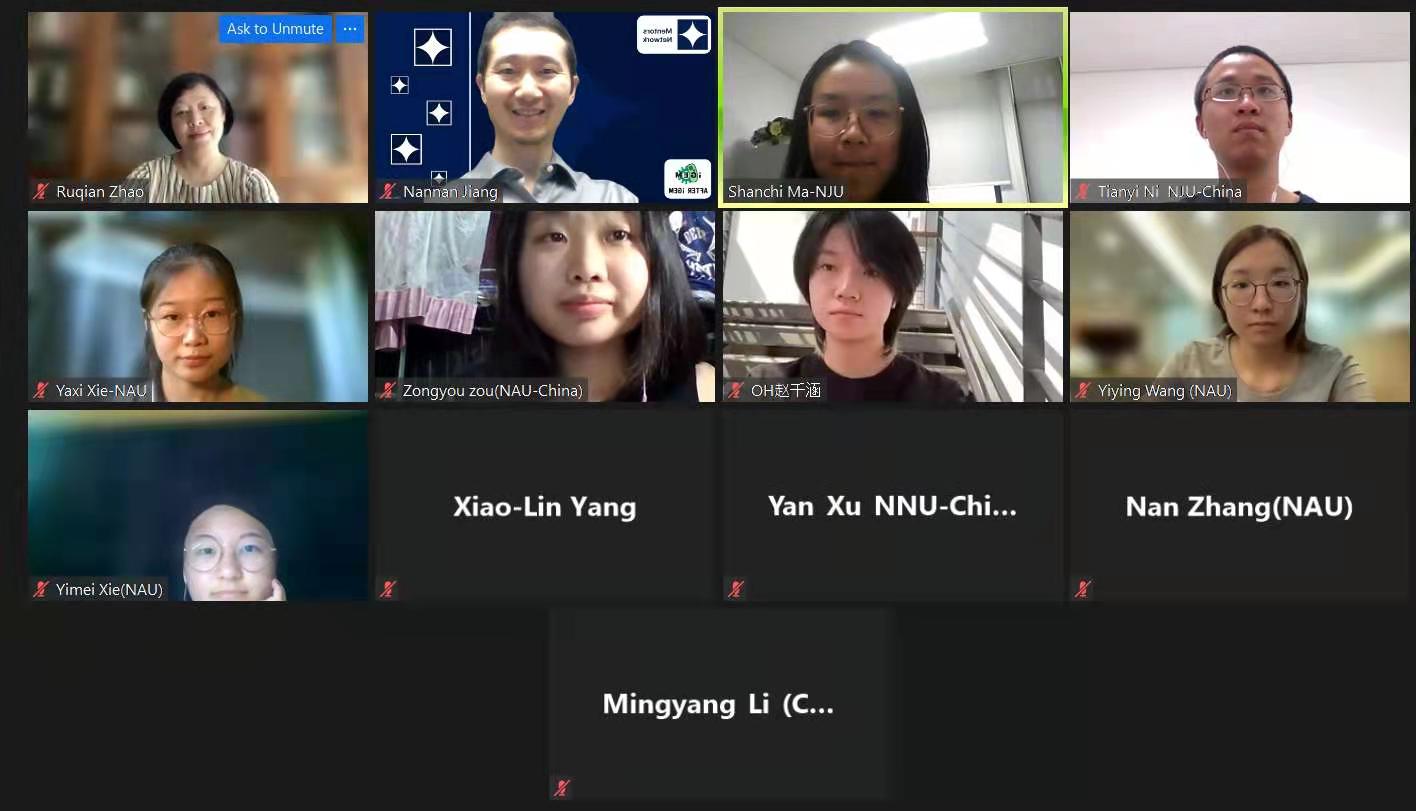 Ask to Unmute
...
Mentors
Network
iGEM
AFTER iGEM
Ruqian Zhao
Nannan Jiang
Shanchi Ma-NJU
Tianyi Ni NJU-China
Yaxi Xie-NAU
Zongyou zou(NAU-China)
OH赵千涵
Yiying Wang (NAU)
Yimei Xie(NAU)
Xiao-Lin Yang
Yan Xu NNU-Chi...
Nan Zhang(NAU)
Mingyang Li (C...